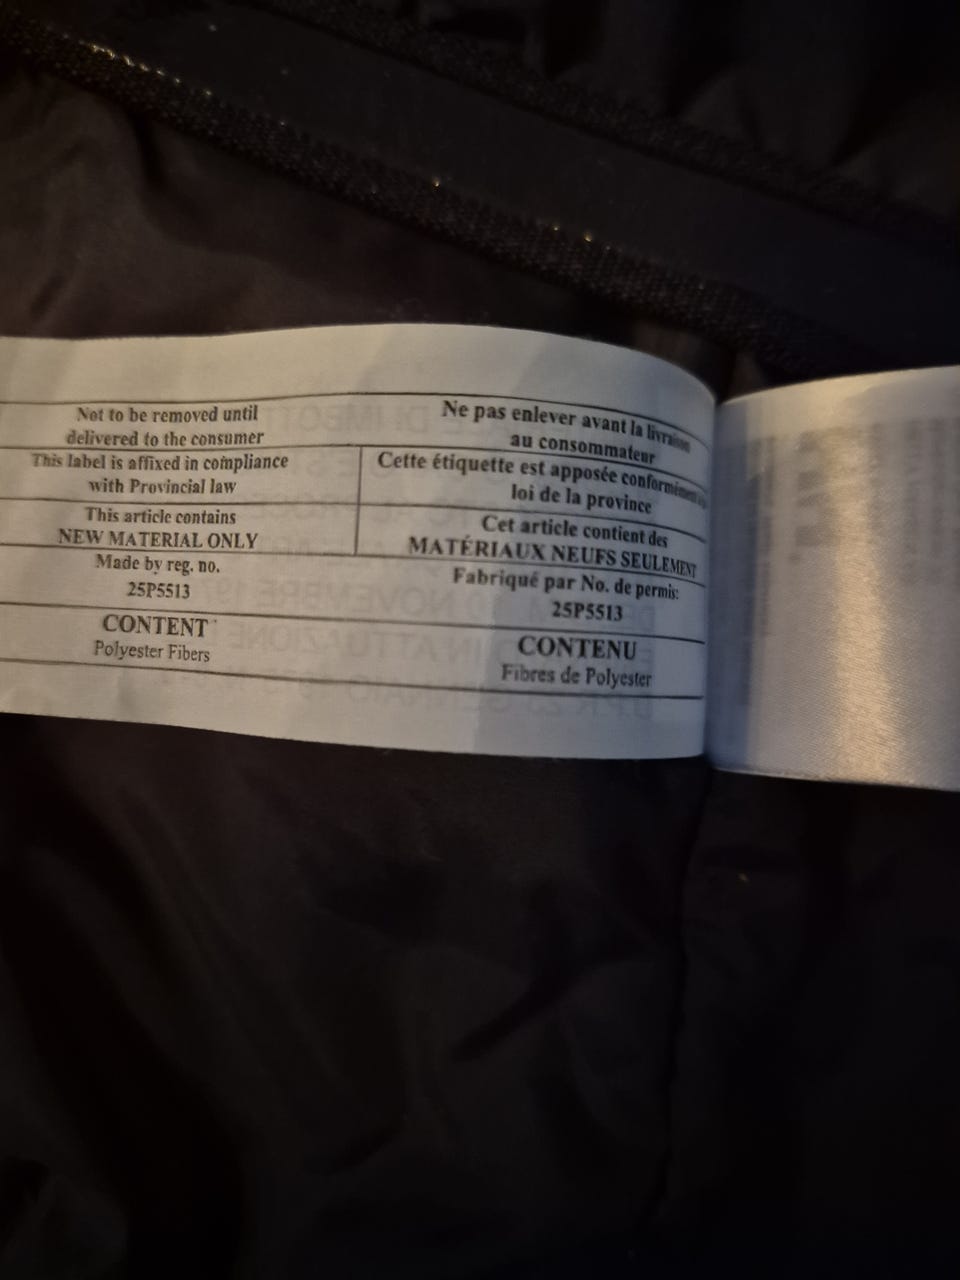 Not to be removed until
delivered to the consumer
This label is affixed in compliance
with Provincial law
This article contains
NEW MATERIAL ONLY
Made by reg. no.
25P5513
CONTENT
Polyester Fibers
Ne pas enlever avant la livraison
au consommateur
Cette étiquette est apposée conformément
loi de la province
Cet article contient des
MATÉRIAUX NEUFS SEULEMENT
Fabriqué par No. de permis:
25P5513
CONTENU
Fibres de Polyester